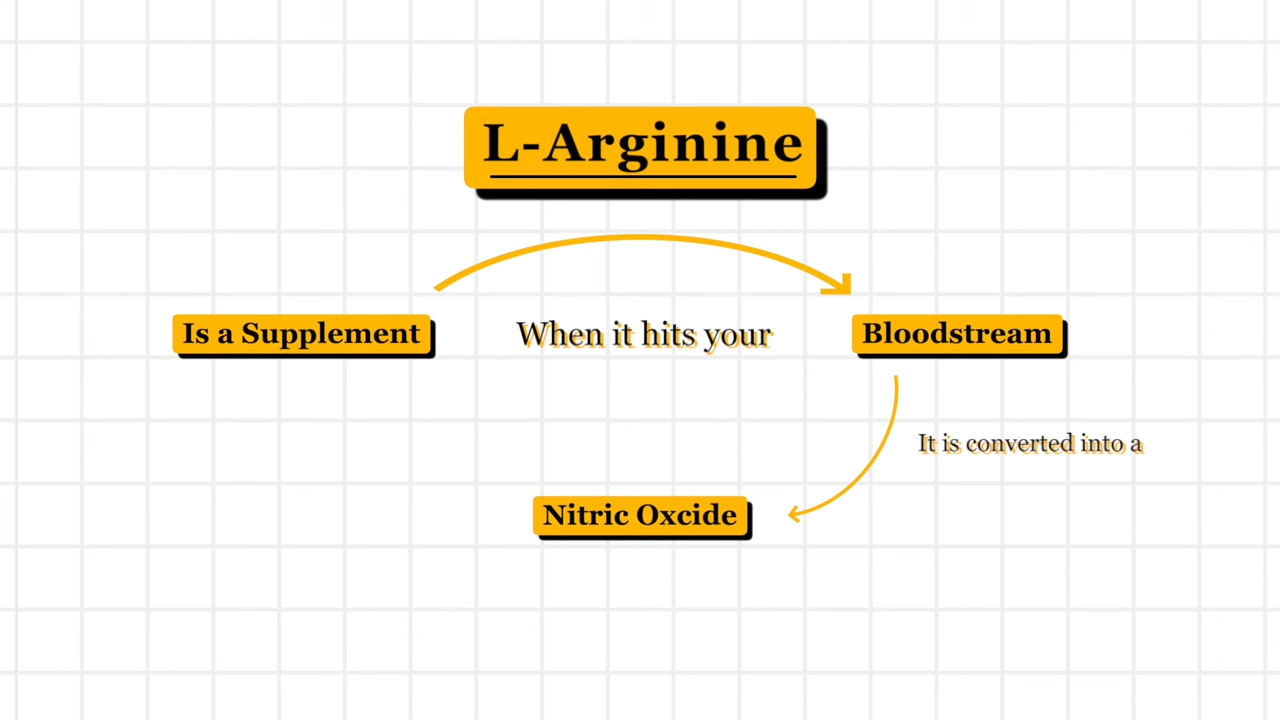 L-Arginine
Is a Supplement
When it hits your
Bloodstream
It is converted into a
Nitric Oxcide